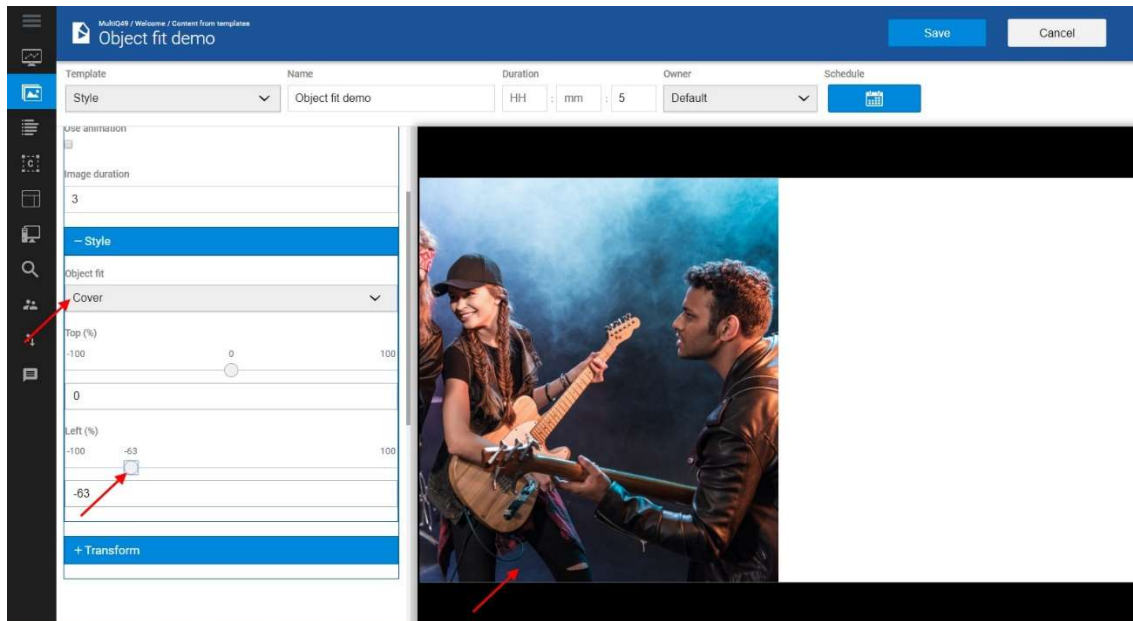 MultiQ49 / Welcome / Content from templates
Object fit demo
Save
Cancel
Template
Name
Duration
Owner
Schedule
Style
Object fit demo
HH : mm : 5
Default
Use animation
Image duration
3
– Style
Object fit
Cover
Top (%)
-100 0 100
0
Left (%)
-100 -63 100
-63
+ Transform